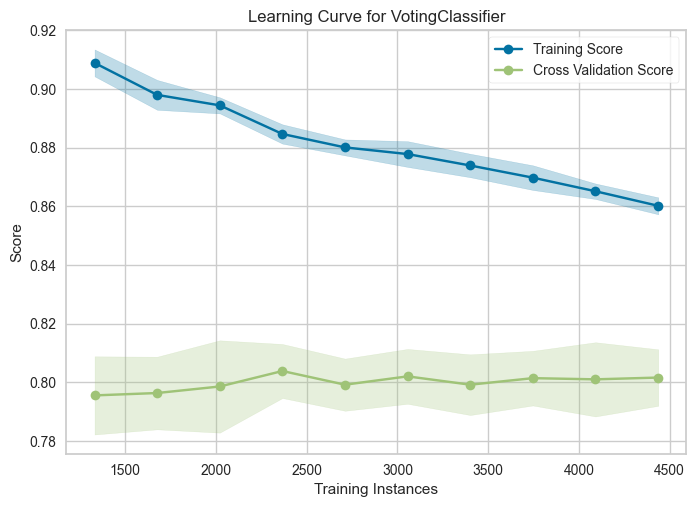 Learning Curve for VotingClassifier
Training Score
Cross Validation Score
0.92
0.90
0.88
0.86
0.84
0.82
0.80
0.78
Score
1500 2000 2500 3000 3500 4000 4500
Training Instances